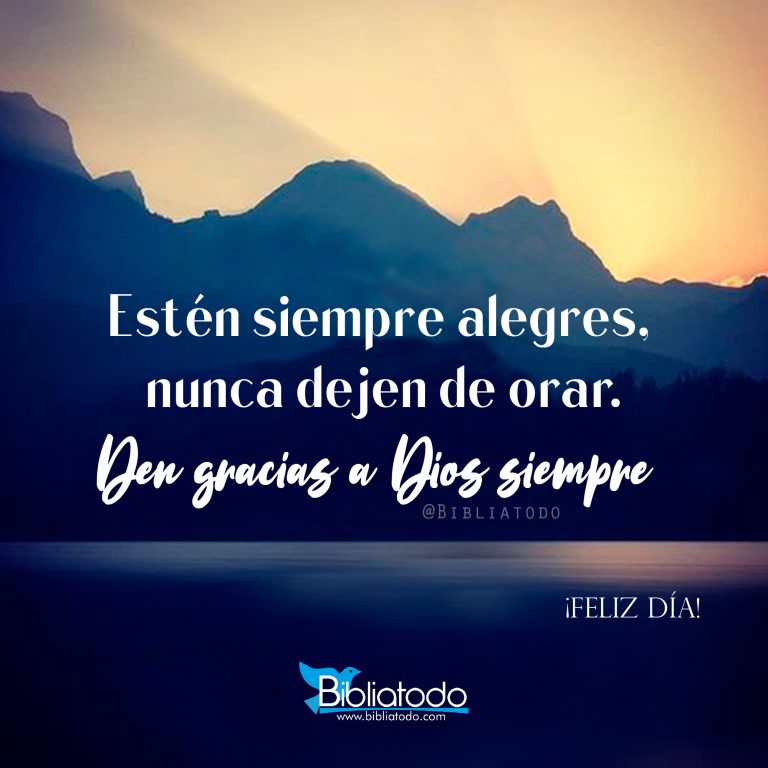 Estén siempre alegres,
nunca dejen de orar.
Den gracias a Dios siempre
@Bibliatodo
¡FELIZ DÍA!
Bibliatodo
www.bibliatodo.com